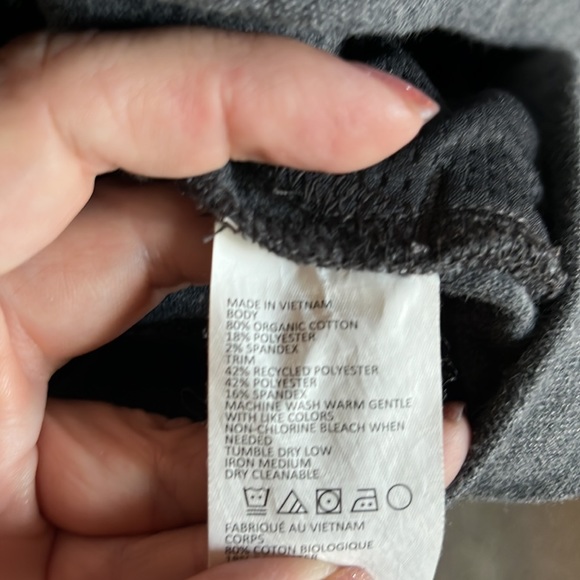 MADE IN VIETNAM
BODY
80% ORGANIC COTTON
18% POLYESTER
2% SPANDEX
TRIM
42% RECYCLED POLYESTER
42% POLYESTER
16% SPANDEX
MACHINE WASH WARM GENTLE
WITH LIKE COLORS
NON-CHLORINE BLEACH WHEN
NEEDED
TUMBLE DRY LOW
IRON MEDIUM
DRY CLEANABLE
FABRIQUÉ AU VIETNAM
CORPS
80% COTON BIOLOGIQUE